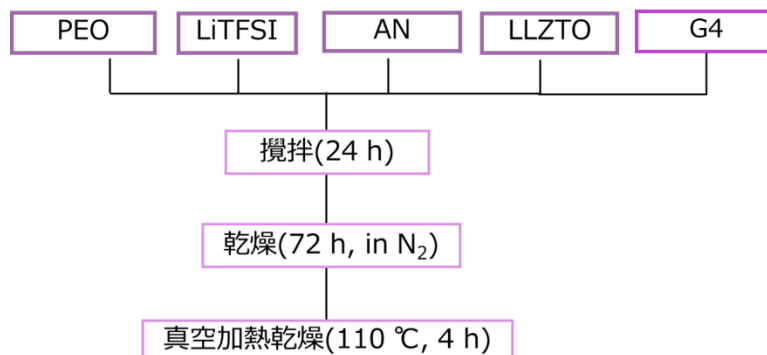 PEO
LiTFSI
AN
LLZTO
G4
攪拌(24 h)
乾燥(72 h, in N₂)
真空加熱乾燥(110 ℃, 4 h)